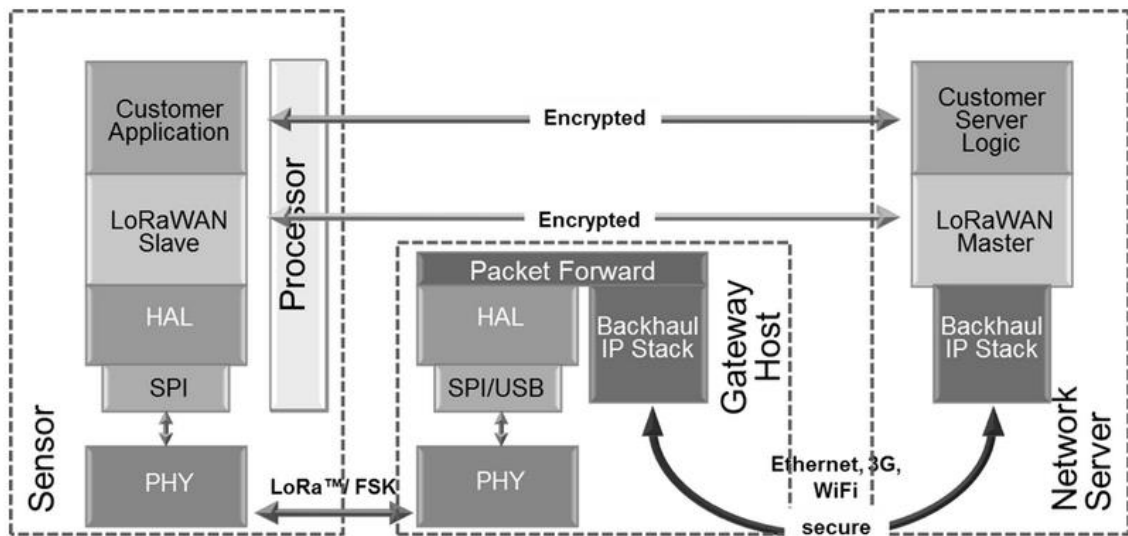 Customer
Application
LoRaWAN
Slave
HAL
SPI
PHY
Sensor
Processor
Encrypted
Encrypted
LoRa™/ FSK
Packet Forward
HAL
SPI/USB
PHY
Backhaul
IP Stack
Gateway
Host
Ethernet, 3G,
WiFi
secure
Customer
Server
Logic
LoRaWAN
Master
Backhaul
IP Stack
Network
Server